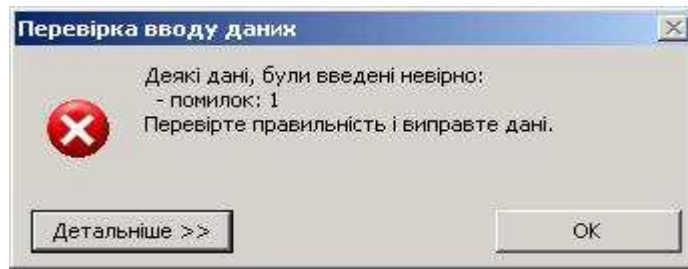 Перевірка вводу даних
Деякі дані, були введені невірно:
- помилок: 1
Перевірте правильність і виправте дані.
Детальніше >>
OK